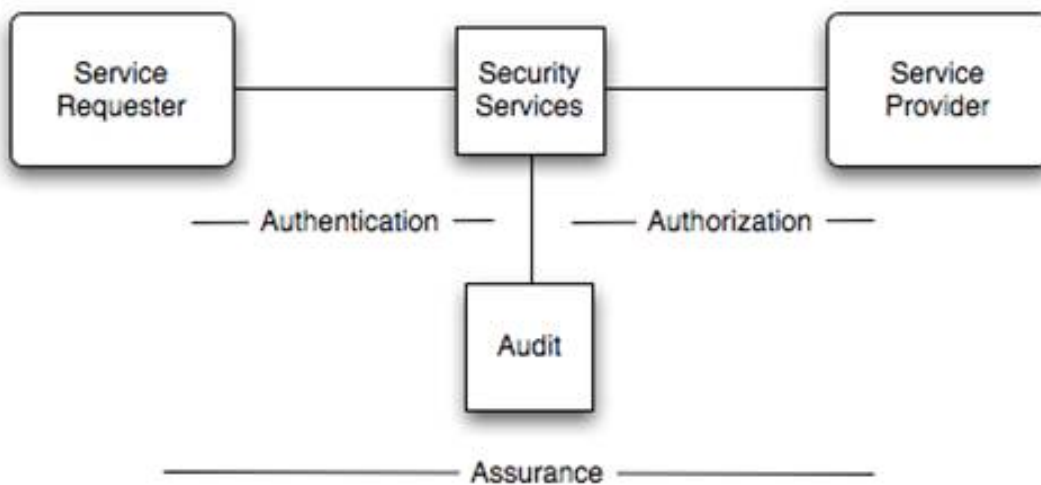 Service
Requester
Security
Services
Service
Provider
Authentication
Authorization
Audit
Assurance